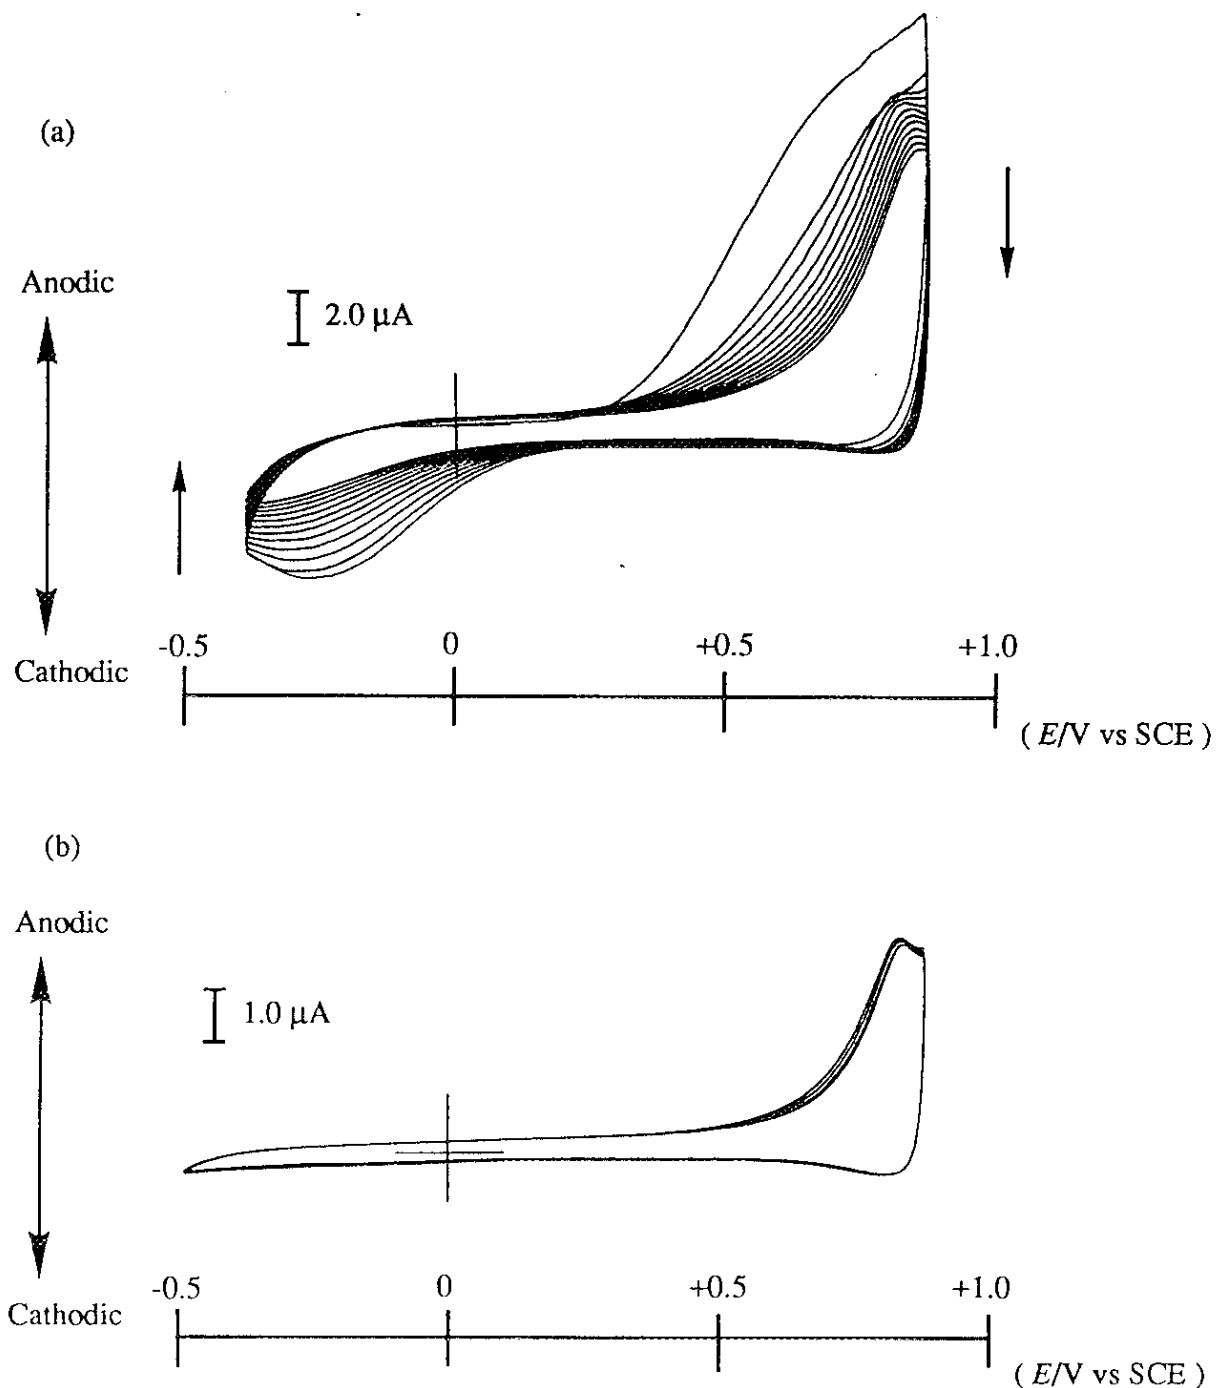 (a)
Anodic
2.0 μA
Cathodic
-0.5 0 +0.5 +1.0
( E/V vs SCE )
(b)
Anodic
1.0 μA
Cathodic
-0.5 0 +0.5 +1.0
( E/V vs SCE )